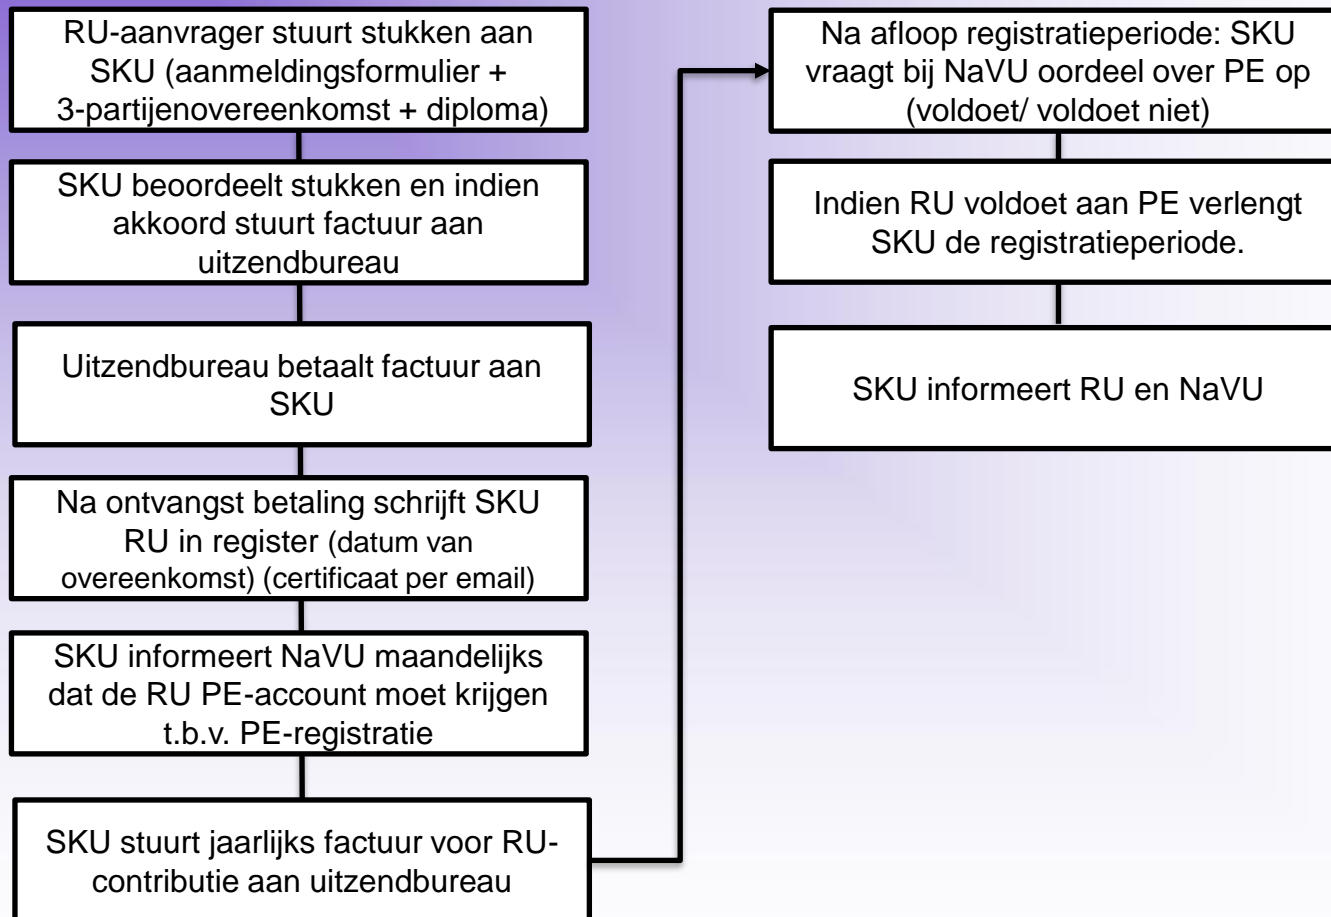 RU-aanvrager stuurt stukken aan
SKU (aanmeldingsformulier +
3-partijenovereenkomst + diploma)
SKU beoordeelt stukken en indien
akkoord stuurt factuur aan
uitzendbureau
Uitzendbureau betaalt factuur aan
SKU
Na ontvangst betaling schrijft SKU
RU in register (datum van
overeenkomst) (certificaat per email)
SKU informeert NaVU maandelijks
dat de RU PE-account moet krijgen
t.b.v. PE-registratie
SKU stuurt jaarlijks factuur voor RU-
contributie aan uitzendbureau
Na afloop registratieperiode: SKU
vraagt bij NaVU oordeel over PE op
(voldoet/ voldoet niet)
Indien RU voldoet aan PE verlengt
SKU de registratieperiode.
SKU informeert RU en NaVU